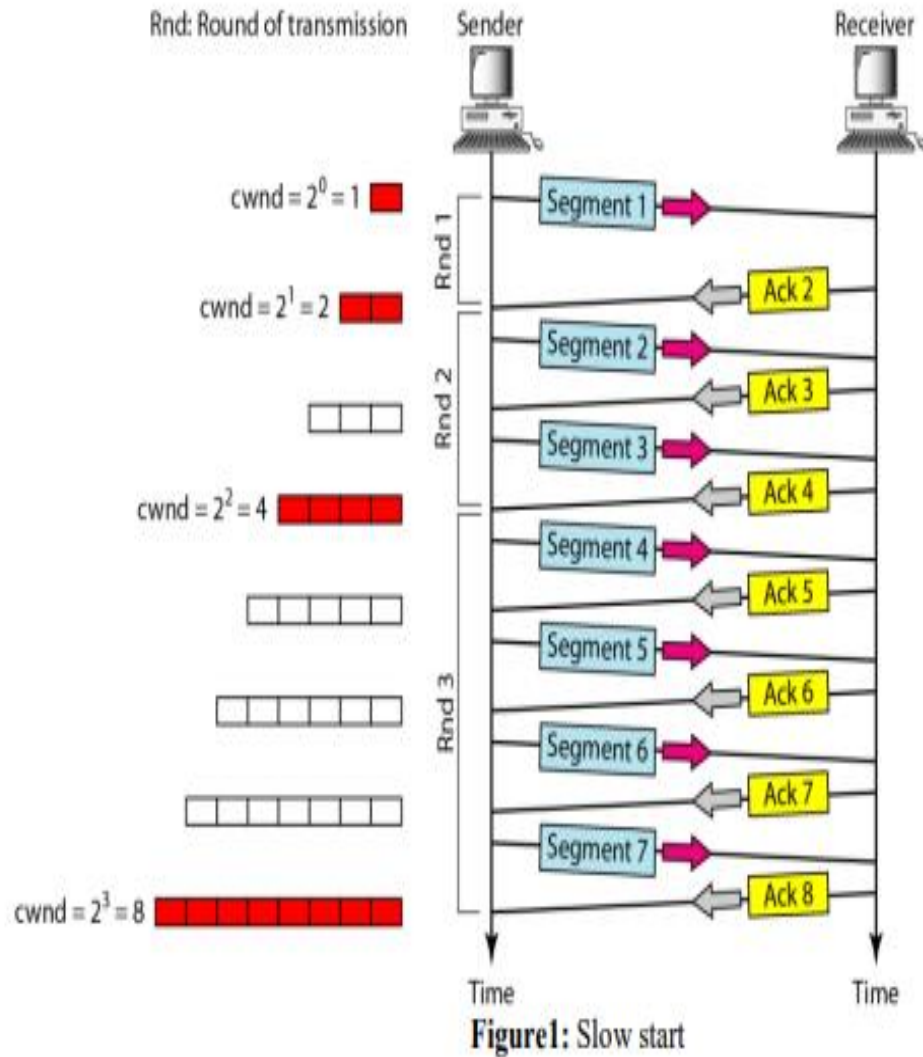 Rnd: Round of transmission
Sender
Receiver
cwnd = 2⁰ = 1
Rnd 1
Segment 1
Ack 2
cwnd = 2¹ = 2
Rnd 2
Segment 2
Ack 3
Segment 3
Ack 4
cwnd = 2² = 4
Rnd 3
Segment 4
Ack 5
Segment 5
Ack 6
Segment 6
Ack 7
Segment 7
Ack 8
cwnd = 2³ = 8
Time
Time
Figure1: Slow start